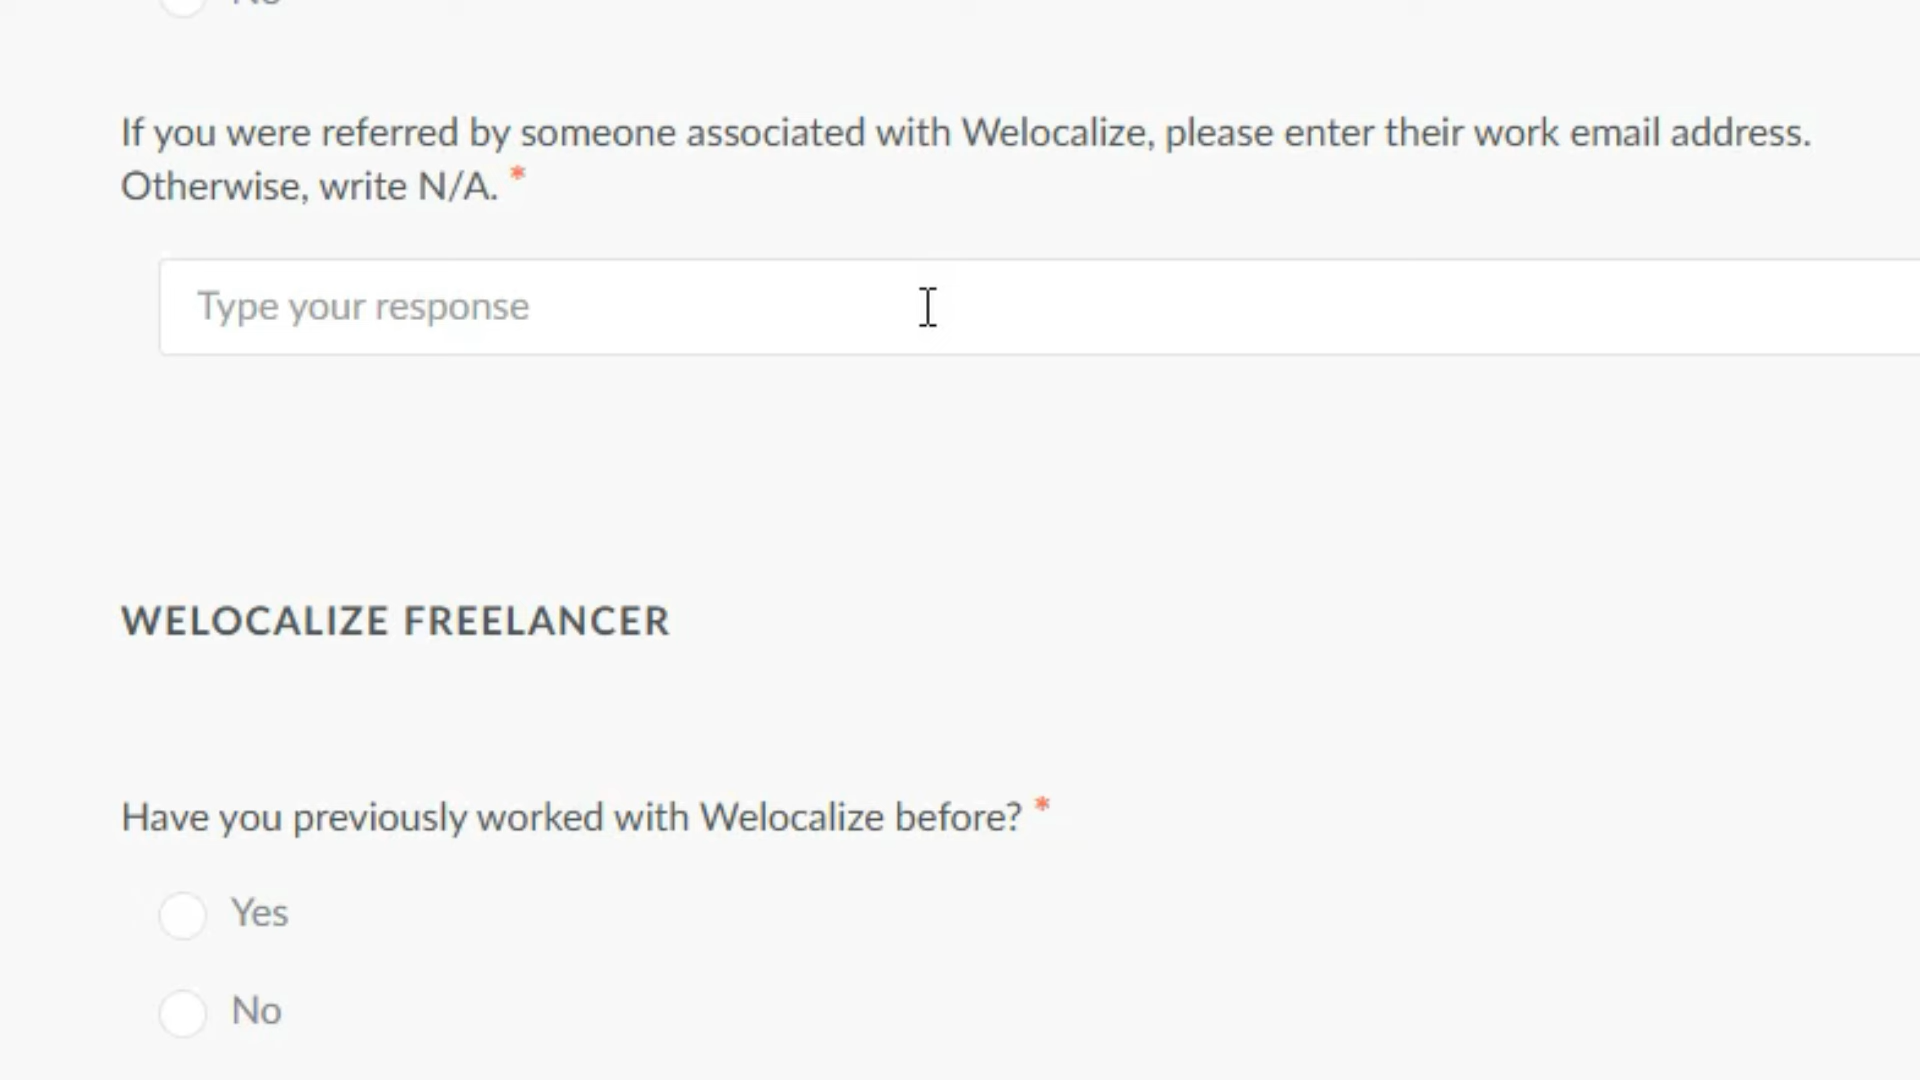 If you were referred by someone associated with Welocalize, please enter their work email address.
Otherwise, write N/A. *
Type your response
WELOCALIZE FREELANCER
Have you previously worked with Welocalize before? *
Yes
No